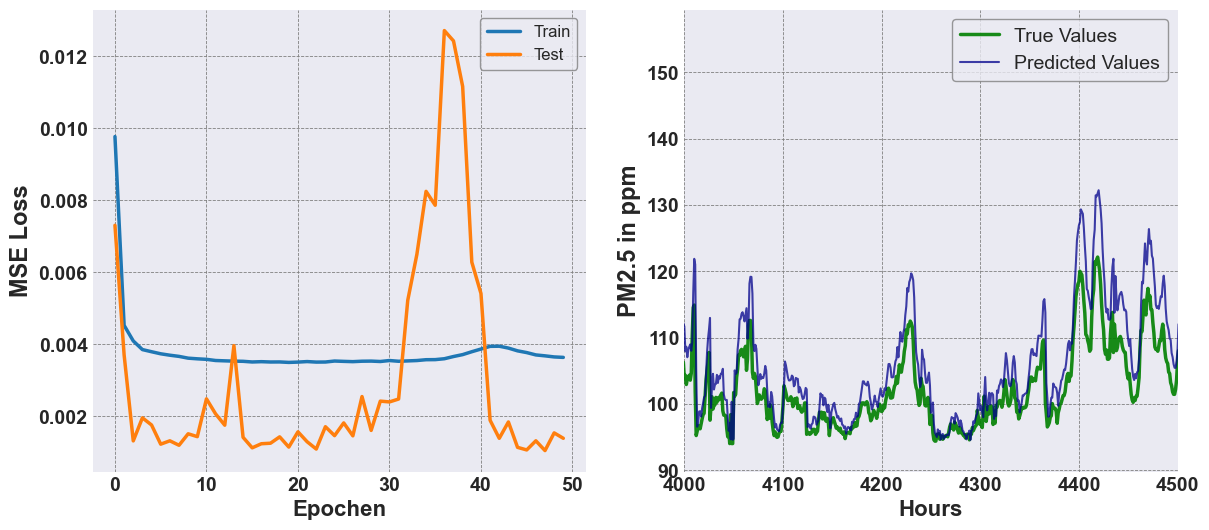 MSE Loss
0.012
0.010
0.008
0.006
0.004
0.002
0 10 20 30 40 50
Epochen
Train
Test
PM2.5 in ppm
150
140
130
120
110
100
90
4000 4100 4200 4300 4400 4500
Hours
True Values
Predicted Values